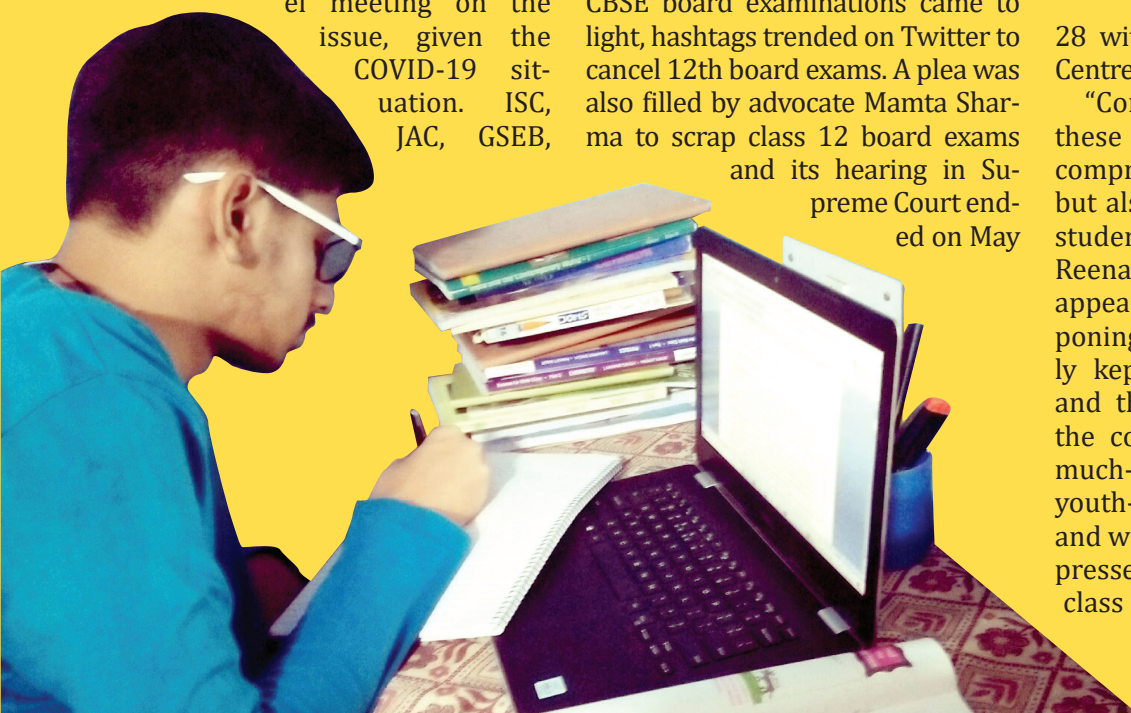 el meeting on the
issue, given the
COVID-19 sit-
uation. ISC,
JAC, GSEB,
CBSE board examinations came to
light, hashtags trended on Twitter to
cancel 12th board exams. A plea was
also filled by advocate Mamta Shar-
ma to scrap class 12 board exams
and its hearing in Su-
preme Court end-
ed on May
28 wi
Centre
“Con
these
compr
but als
studen
Reena
appea
poning
ly kep
and th
the co
much-
youth-
and w
presse
class